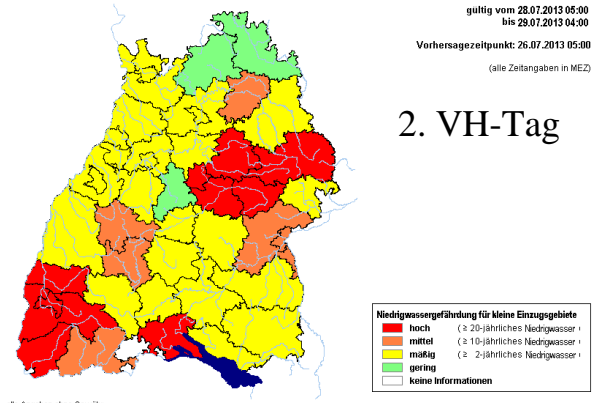 gültig vom 28.07.2013 05:00
bis 29.07.2013 04:00
Vorhersagezeitpunkt: 26.07.2013 05:00
(alle Zeitangaben in MEZ)
2. VH-Tag
Niedrigwassergefährdung für kleine Einzugsgebiete
hoch (≥ 20-jährliches Niedrigwasser
mittel (≥ 10-jährliches Niedrigwasser
mäßig (≥ 2-jährliches Niedrigwasser
gering
keine Informationen